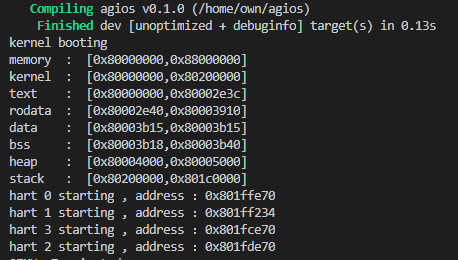 Compiling agios v0.1.0 (/home/own/agios)
Finished dev [unoptimized + debuginfo] target(s) in 0.13s
kernel booting
memory  :  [0x80000000,0x88000000]
kernel  :  [0x80000000,0x80200000]
text    :  [0x80000000,0x80002e3c]
rodata  :  [0x80002e40,0x80003910]
data    :  [0x80003b15,0x80003b15]
bss     :  [0x80003b18,0x80003b40]
heap    :  [0x80004000,0x80005000]
stack   :  [0x80200000,0x801c0000]
hart 0 starting , address : 0x801ffe70
hart 1 starting , address : 0x801ff234
hart 3 starting , address : 0x801fce70
hart 2 starting , address : 0x801fde70